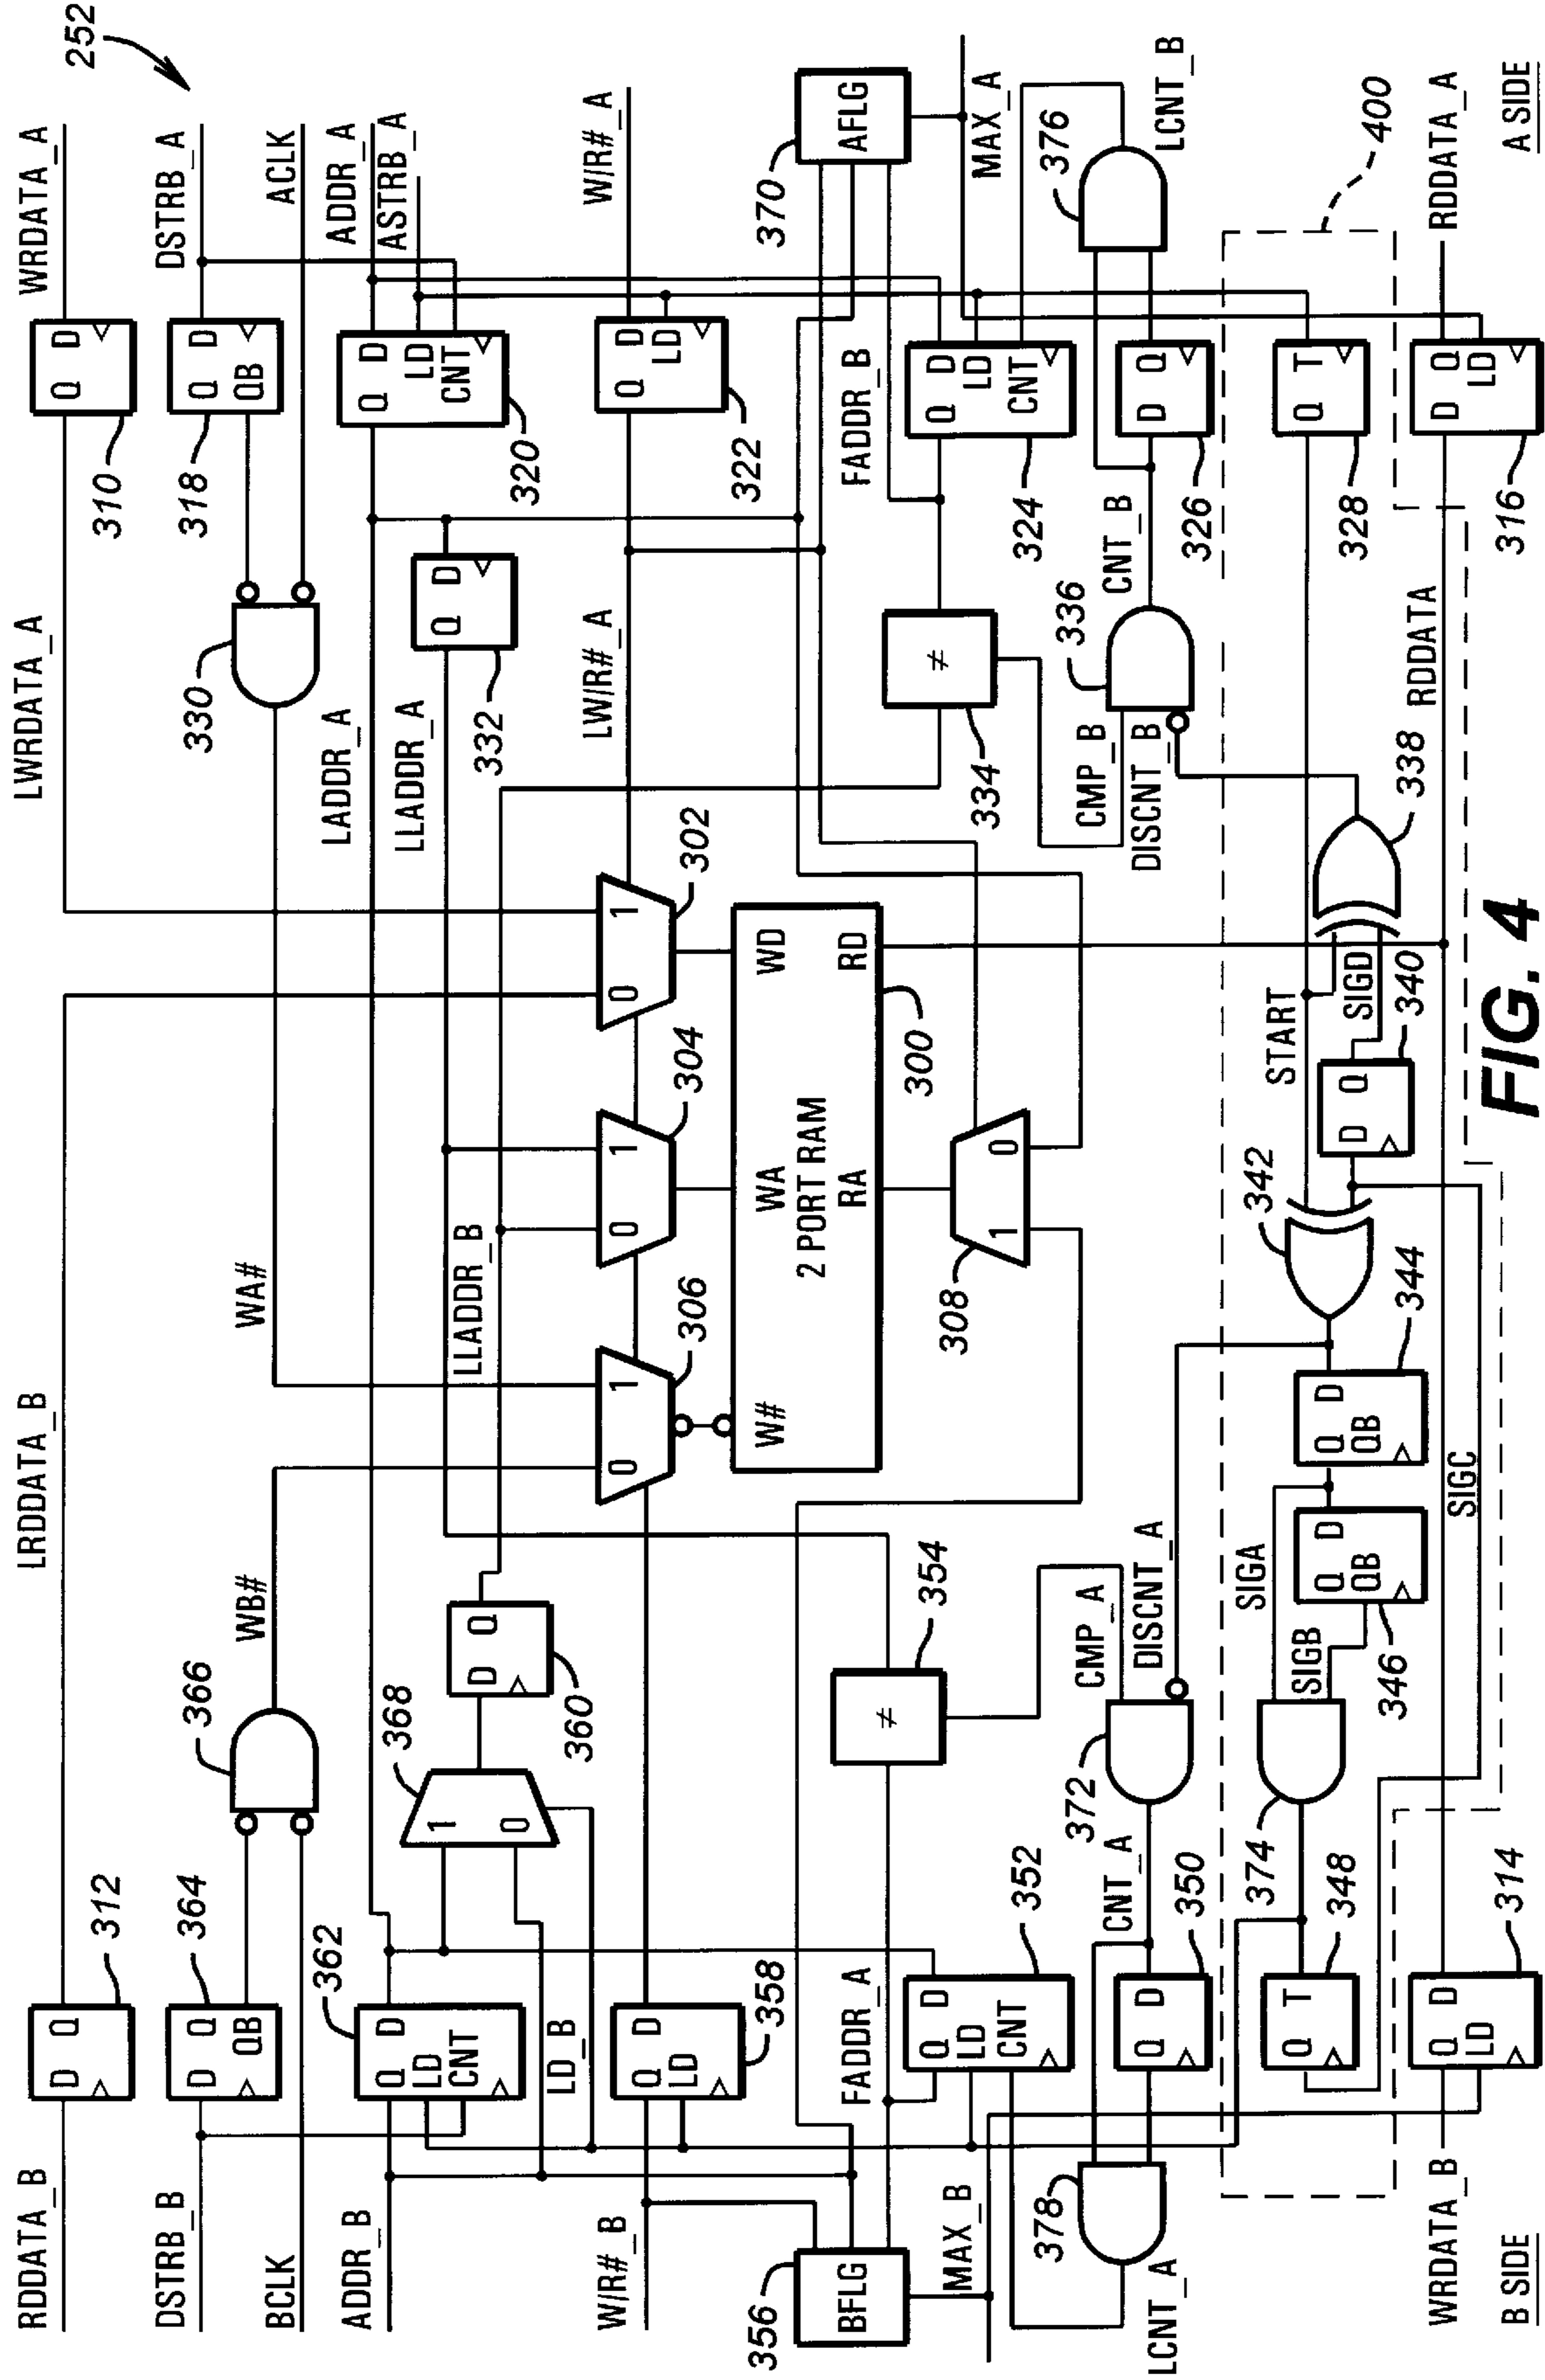 252
WRDATA_A
DSTRB_A
ACLK
ADDR_A
ASTRB_A
W/R#_A
370
AFLG
MAX_A
376
LCNT_B
400
RDDATA_A
A SIDE
Q D
310
Q D
QB
318
Q D
LD
CNT
320
Q D
LD
322
FADDR_B
Q D
LD
CNT
324
D Q
326
CNT_B
Q T
328
D Q
LD
316
LWRDATA_A
330
LADDR_A
LLADDR_A
Q D
332
LW/R#_A
≠
334
336
CMP_B
DISCNT_B
338
RDDATA
0 1
302
0 1
304
0 1
306
WD
RD
WA
2 PORT RAM
RA
W#
300
1 0
308
START
SIGD
340
D Q
342
344
Q D
QB
FIG. 4
LRDDATA_B
WA#
WB#
LLADDR_B
366
368
1
0
D Q
360
354
≠
CMP_A
DISCNT_A
372
SIGA
SIGB
Q D
QB
346
SIGC
374
312
D Q
364
D Q
QB
362
Q D
LD
CNT
LD_B
Q D
LD
358
FADDR_A
Q D
LD
CNT
352
CNT_A
Q D
350
Q T
348
Q D
LD
314
RDDATA_B
DSTRB_B
BCLK
ADDR_B
W/R#_B
356
BFLG
MAX_B
378
LCNT_A
WRDATA_B
B SIDE